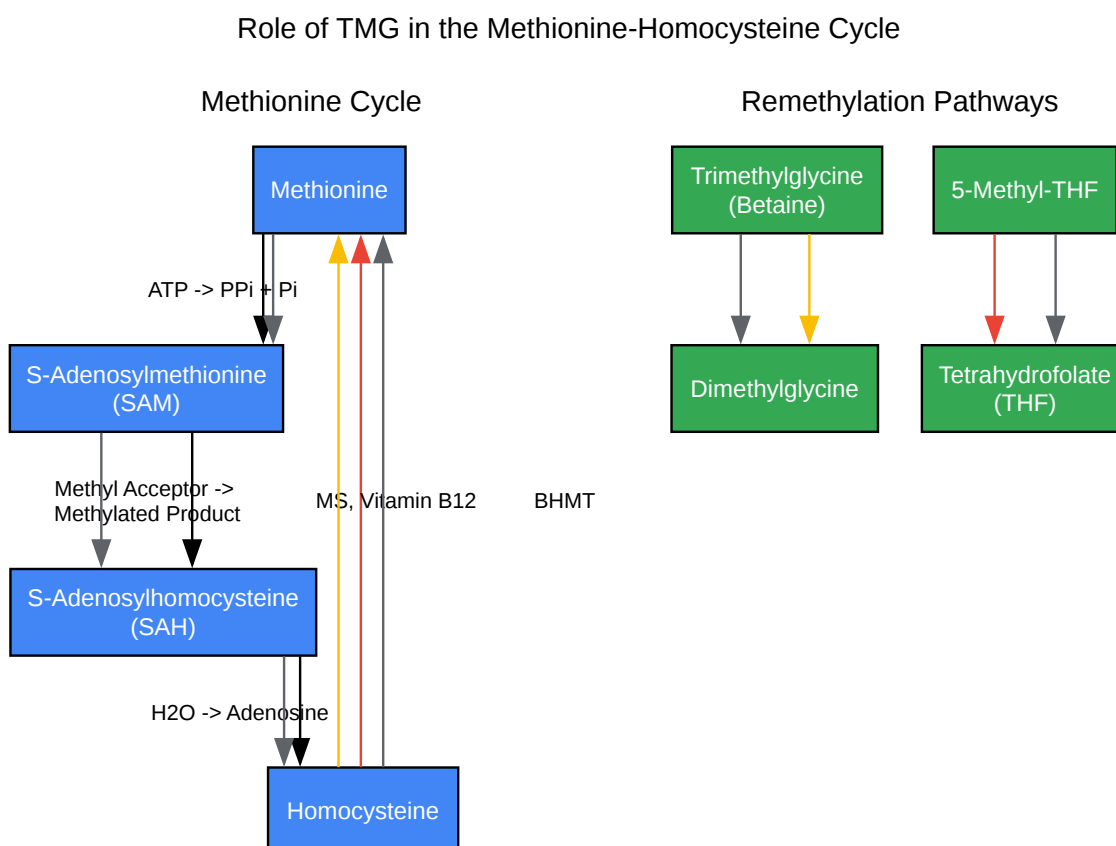 Role of TMG in the Methionine-Homocysteine Cycle
Methionine Cycle
Remethylation Pathways
Methionine
Trimethylglycine
(Betaine)
5-Methyl-THF
ATP -> PPi + Pi
S-Adenosylmethionine
(SAM)
Dimethylglycine
Tetrahydrofolate
(THF)
Methyl Acceptor ->
Methylated Product
MS, Vitamin B12
BHMT
S-Adenosylhomocysteine
(SAH)
H2O -> Adenosine
Homocysteine